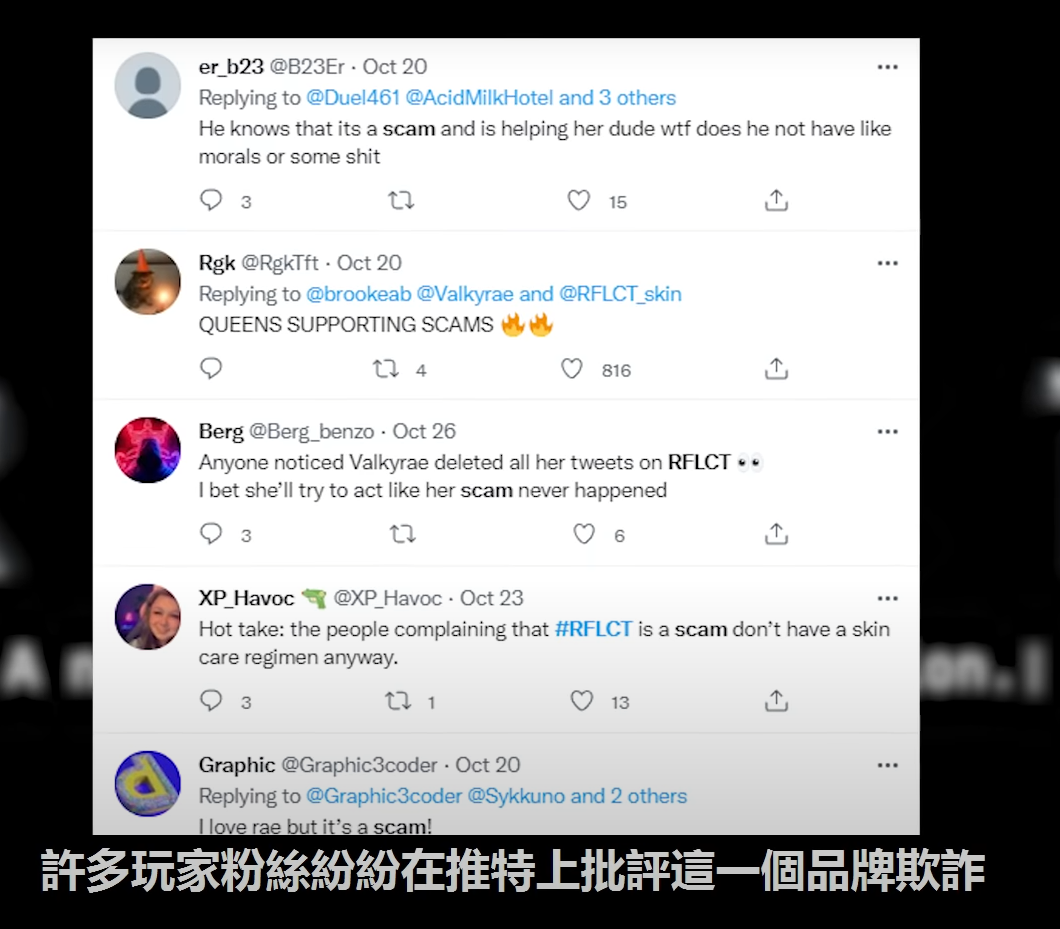 er_b23 @B23Er · Oct 20
Replying to @Duel461 @AcidMilkHotel and 3 others
He knows that its a scam and is helping her dude wtf does he not have like
morals or some shit
3 15
Rgk @RgkTft · Oct 20
Replying to @brookeab @Valkyrae and @RFLCT_skin
QUEENS SUPPORTING SCAMS 🔥🔥
4 816
Berg @Berg_benzo · Oct 26
Anyone noticed Valkyrae deleted all her tweets on RFLCT 👀
I bet she’ll try to act like her scam never happened
3 6
XP_Havoc 🔫 @XP_Havoc · Oct 23
Hot take: the people complaining that #RFLCT is a scam don’t have a skin
care regimen anyway.
3 1 13
Graphic @Graphic3coder · Oct 20
Replying to @Graphic3coder @Sykkuno and 2 others
I love rae but it’s a scam!
許多玩家粉絲紛紛在推特上批評這一個品牌欺詐